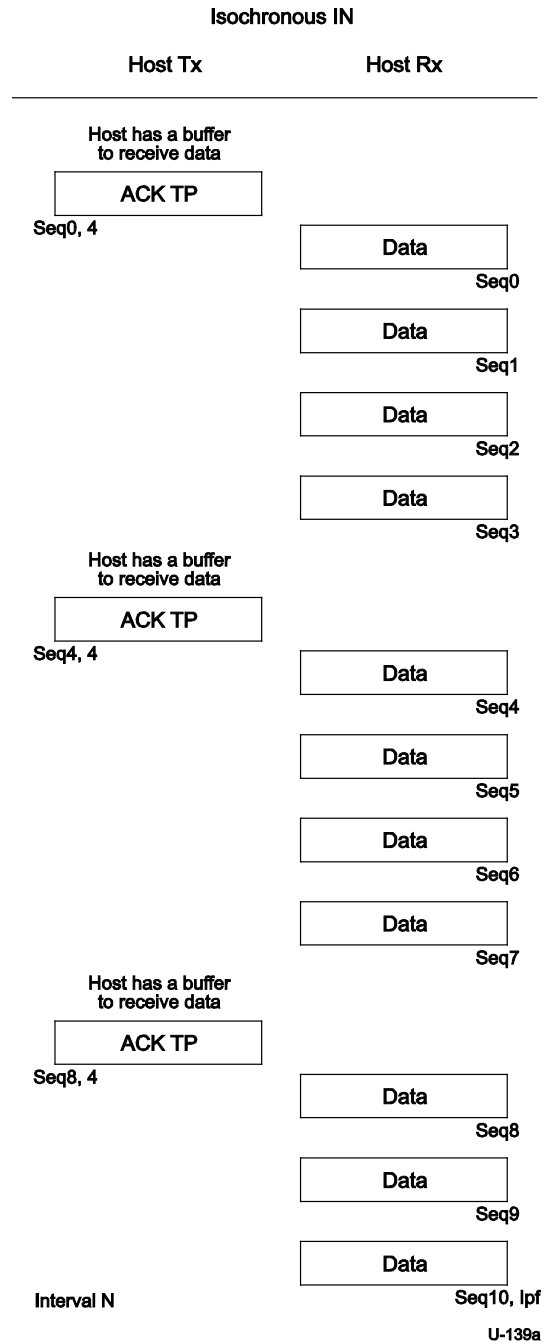 Isochronous IN
Host Tx
Host Rx
Host has a buffer
to receive data
ACK TP
Seq0, 4
Data
Seq0
Data
Seq1
Data
Seq2
Data
Seq3
Host has a buffer
to receive data
ACK TP
Seq4, 4
Data
Seq4
Data
Seq5
Data
Seq6
Data
Seq7
Host has a buffer
to receive data
ACK TP
Seq8, 4
Data
Seq8
Data
Seq9
Data
Interval N
Seq10, lpf
U-139a